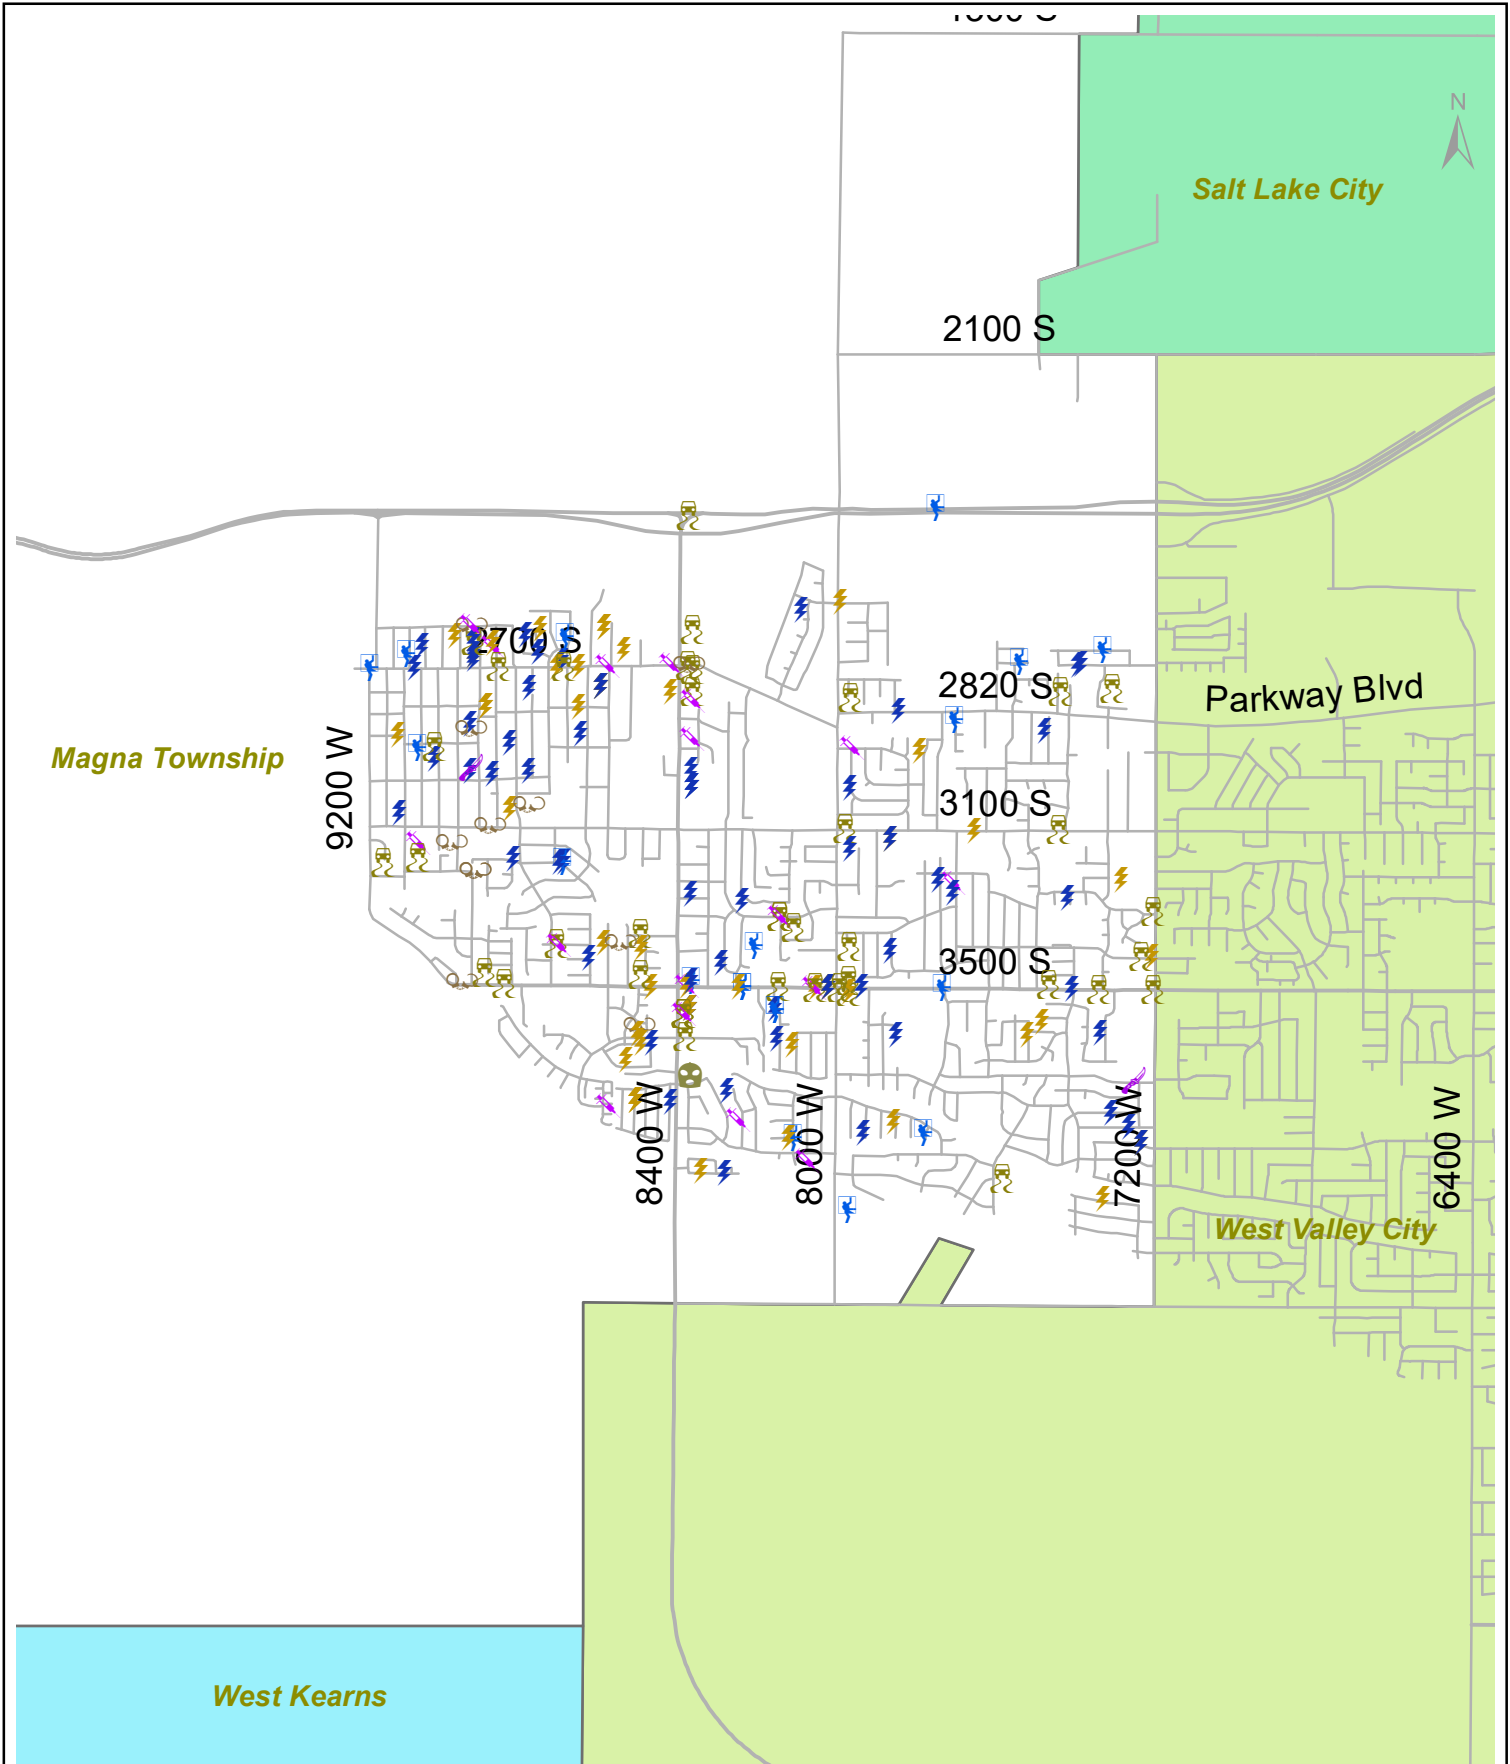 N
Salt Lake City
2100 S
2700 S
2820 S
Parkway Blvd
Magna Township
9200 W
3100 S
3500 S
8400 W
8000 W
7200 W
6400 W
West Valley City
West Kearns